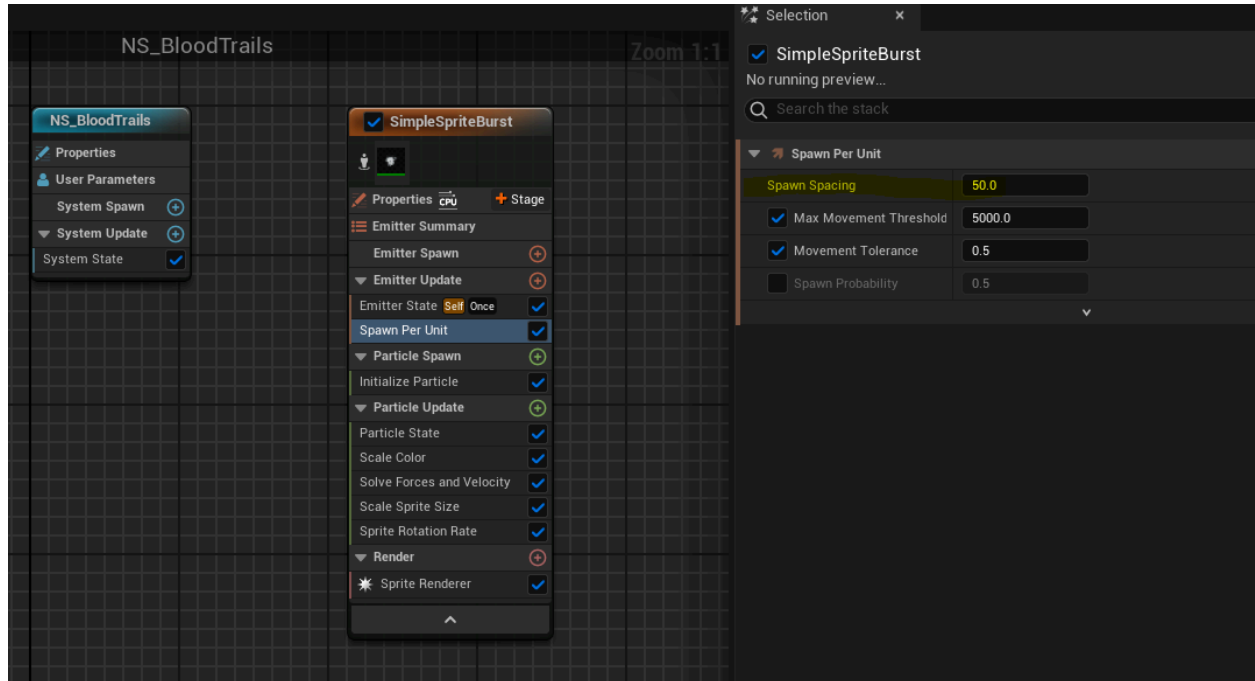 NS_BloodTrails
Zoom 1:1
NS_BloodTrails
Properties
User Parameters
System Spawn
System Update
System State
SimpleSpriteBurst
Properties CPU + Stage
Emitter Summary
Emitter Spawn
Emitter Update
Emitter State Self Once
Spawn Per Unit
Particle Spawn
Initialize Particle
Particle Update
Particle State
Scale Color
Solve Forces and Velocity
Scale Sprite Size
Sprite Rotation Rate
Render
Sprite Renderer
Selection ×
SimpleSpriteBurst
No running preview...
Search the stack
Spawn Per Unit
Spawn Spacing 50.0
Max Movement Threshold 5000.0
Movement Tolerance 0.5
Spawn Probability 0.5